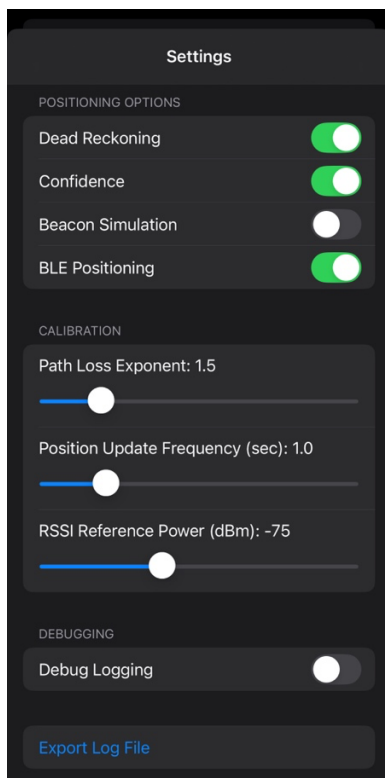 Settings
POSITIONING OPTIONS
Dead Reckoning
Confidence
Beacon Simulation
BLE Positioning
CALIBRATION
Path Loss Exponent: 1.5
Position Update Frequency (sec): 1.0
RSSI Reference Power (dBm): -75
DEBUGGING
Debug Logging
Export Log File